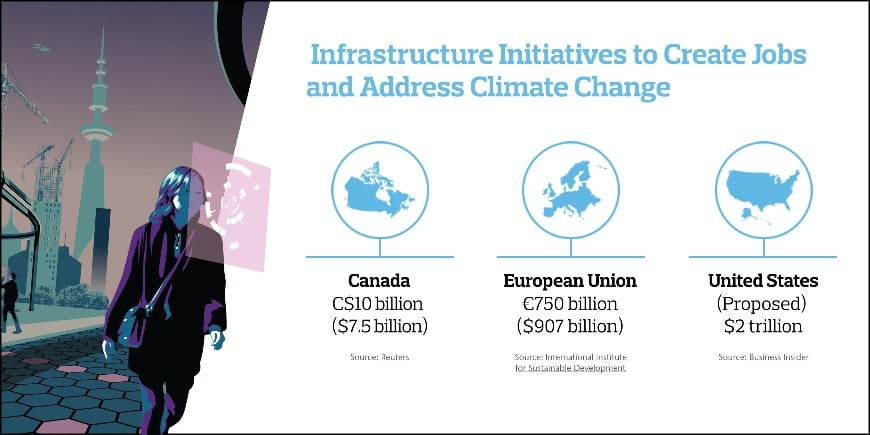 Infrastructure Initiatives to Create Jobs
and Address Climate Change
Canada
C$10 billion
($7.5 billion)
Source: Reuters
European Union
€750 billion
($907 billion)
Source: International Institute
for Sustainable Development
United States
(Proposed)
$2 trillion
Source: Business Insider